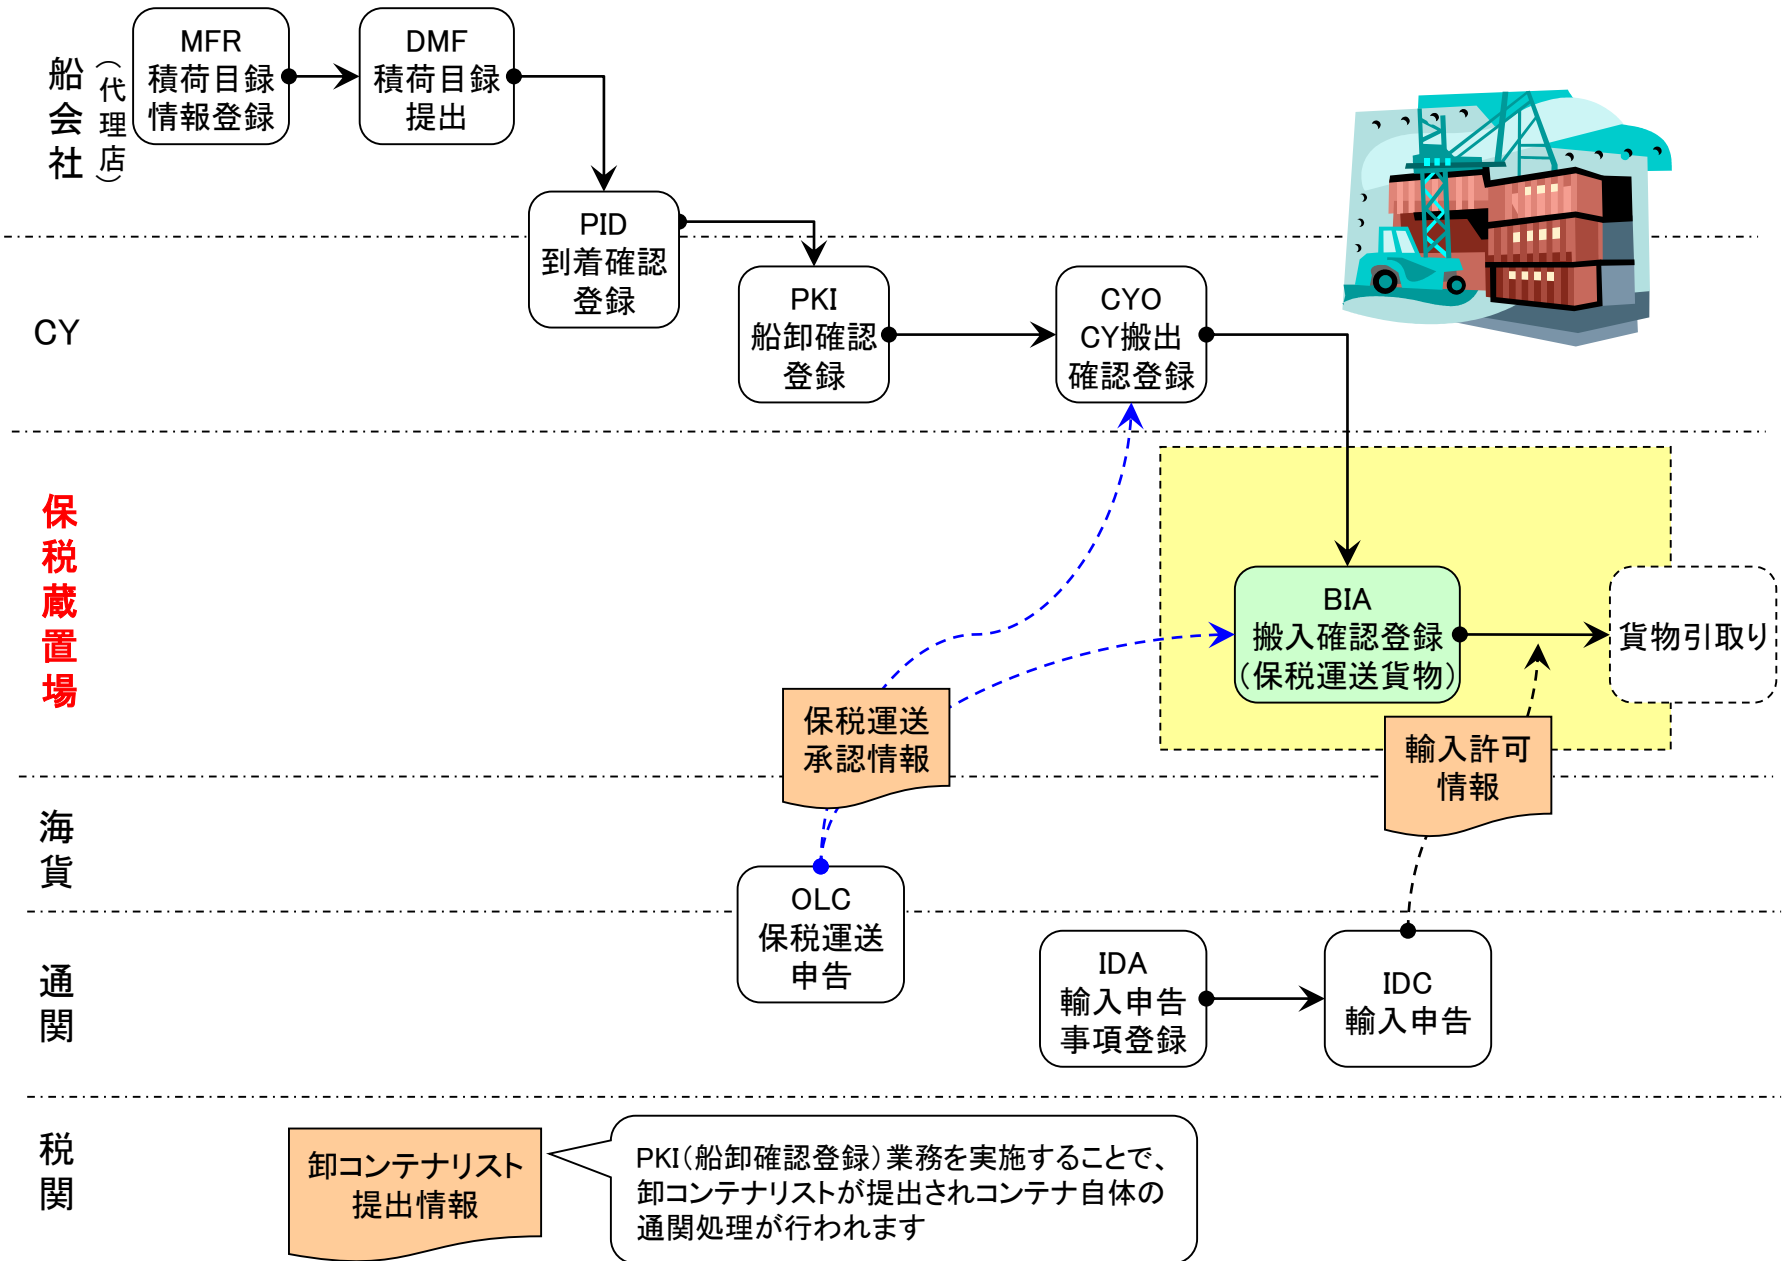 船会社
（代理店）
MFR
積荷目録
情報登録
DMF
積荷目録
提出
PID
到着確認
登録
CY
PKI
船卸確認
登録
CYO
CY搬出
確認登録
保税蔵置場
BIA
搬入確認登録
（保税運送貨物）
貨物引取り
保税運送
承認情報
輸入許可
情報
海貨
OLC
保税運送
申告
通関
IDA
輸入申告
事項登録
IDC
輸入申告
税関
卸コンテナリスト
提出情報
PKI（船卸確認登録）業務を実施することで、
卸コンテナリストが提出されコンテナ自体の
通関処理が行われます